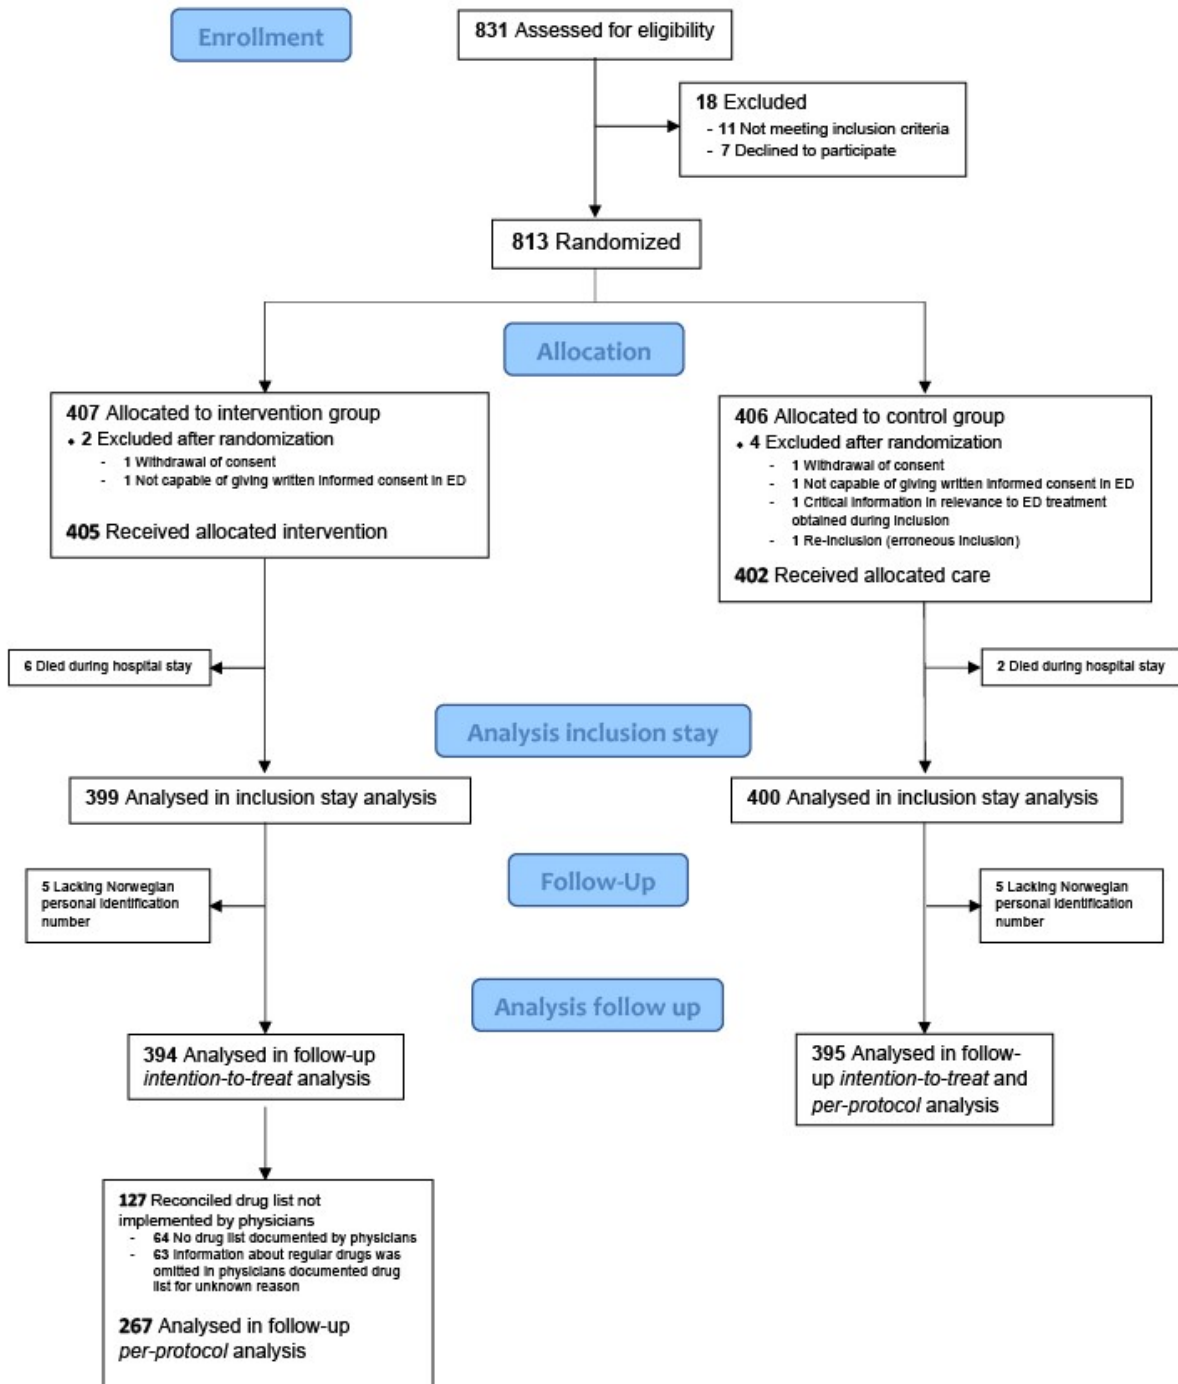 Enrollment
831 Assessed for eligibility
18 Excluded
- 11 Not meeting inclusion criteria
- 7 Declined to participate
813 Randomized
Allocation
407 Allocated to intervention group
• 2 Excluded after randomization
- 1 Withdrawal of consent
- 1 Not capable of giving written informed consent in ED
405 Received allocated intervention
406 Allocated to control group
• 4 Excluded after randomization
- 1 Withdrawal of consent
- 1 Not capable of giving written informed consent in ED
- 1 Critical information in relevance to ED treatment
obtained during inclusion
- 1 Re-inclusion (erroneous inclusion)
402 Received allocated care
6 Died during hospital stay
2 Died during hospital stay
Analysis inclusion stay
399 Analysed in inclusion stay analysis
400 Analysed in inclusion stay analysis
Follow-Up
5 Lacking Norwegian
personal identification
number
5 Lacking Norwegian
personal identification
number
Analysis follow up
394 Analysed in follow-up
intention-to-treat analysis
395 Analysed in follow-
up intention-to-treat and
per-protocol analysis
127 Reconciled drug list not
implemented by physicians
- 64 No drug list documented by physicians
- 63 Information about regular drugs was
omitted in physicians documented drug
list for unknown reason
267 Analysed in follow-up
per-protocol analysis